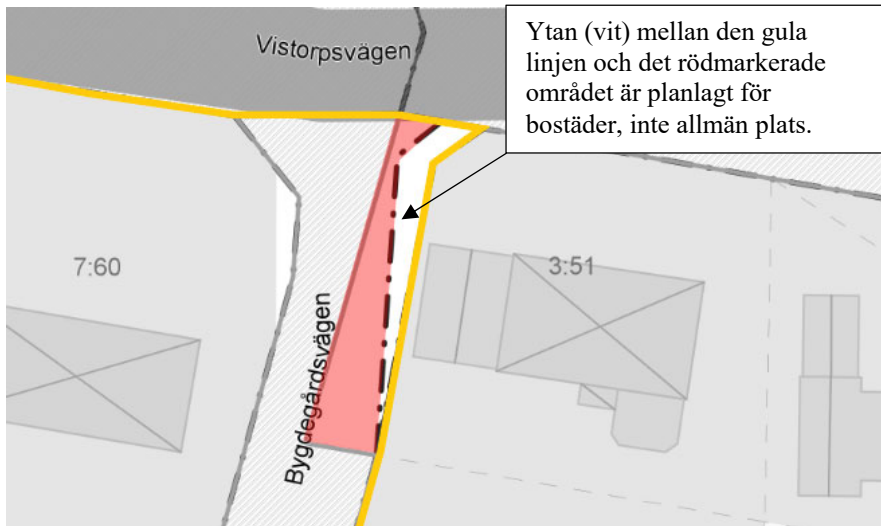 Vistorpsvägen
Ytan (vit) mellan den gula
linjen och det rödmarkerade
området är planlagt för
bostäder, inte allmän plats.
7:60
3:51
Bygdegårdsvägen